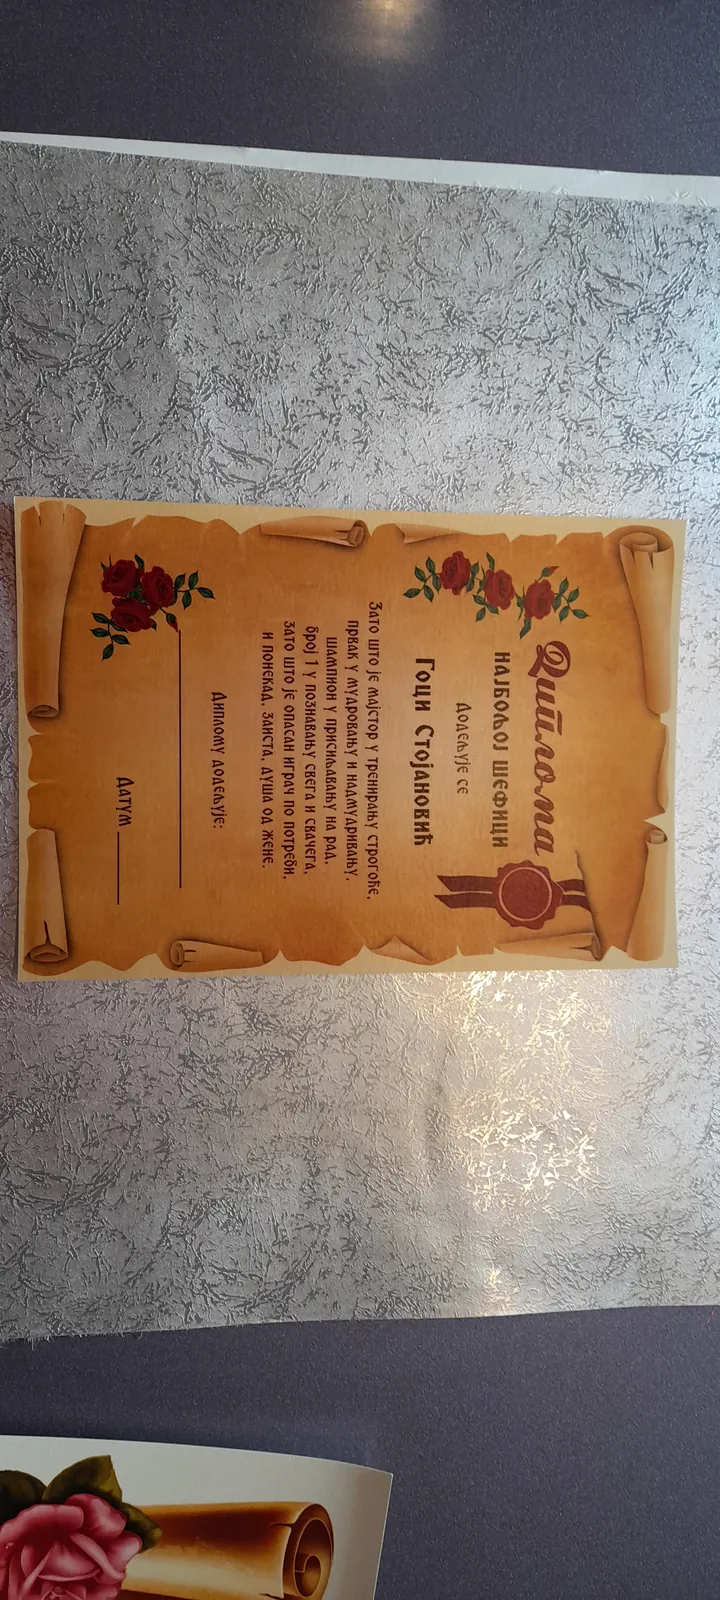 Диплома
НАЈБОЉОЈ ШЕФИЦИ
Додељује се
Гоци Стојановић
Зато што је мајстор у тренирању строгоће,
првак у мудровању и надмудривању,
шампион у присиљавању на рад,
број 1 у познавању свега и свачега,
зато што је опасан играч по потреби,
и понекад, заиста, душа од жене.
Диплому додељује:
Датум